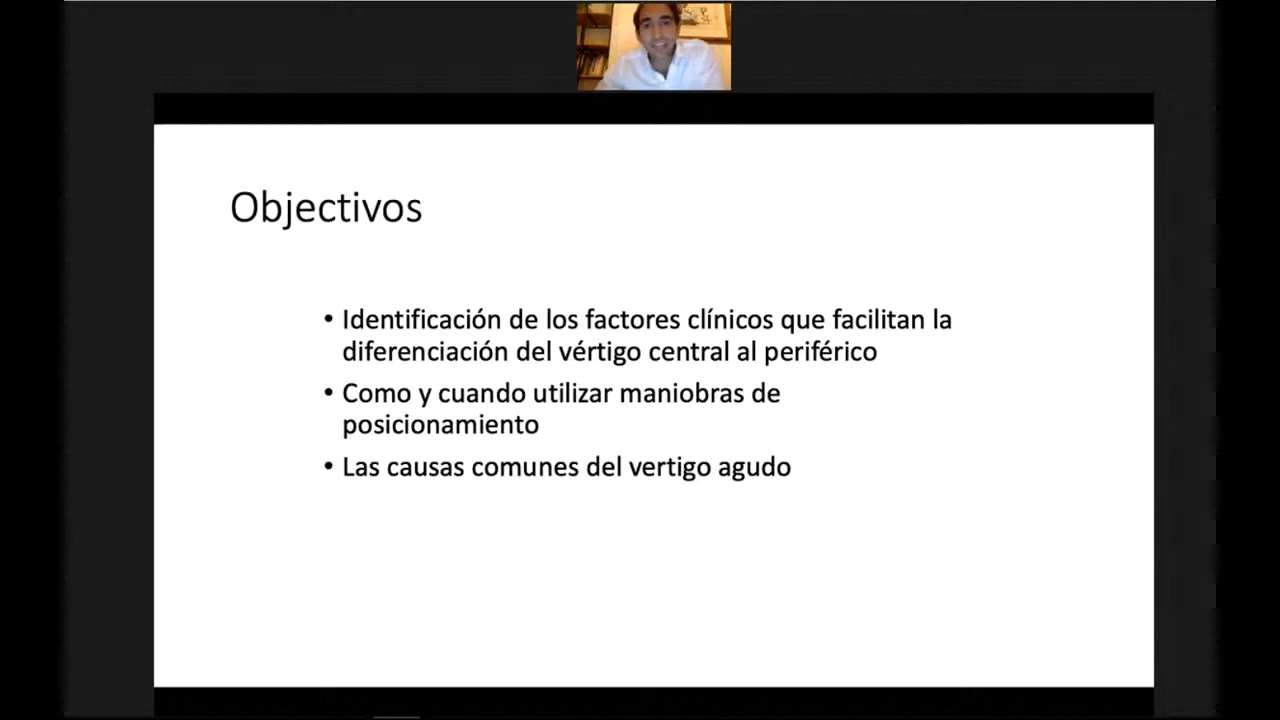 Objectivos
• Identificación de los factores clínicos que facilitan la
diferenciación del vértigo central al periférico
• Como y cuando utilizar maniobras de
posicionamiento
• Las causas comunes del vertigo agudo